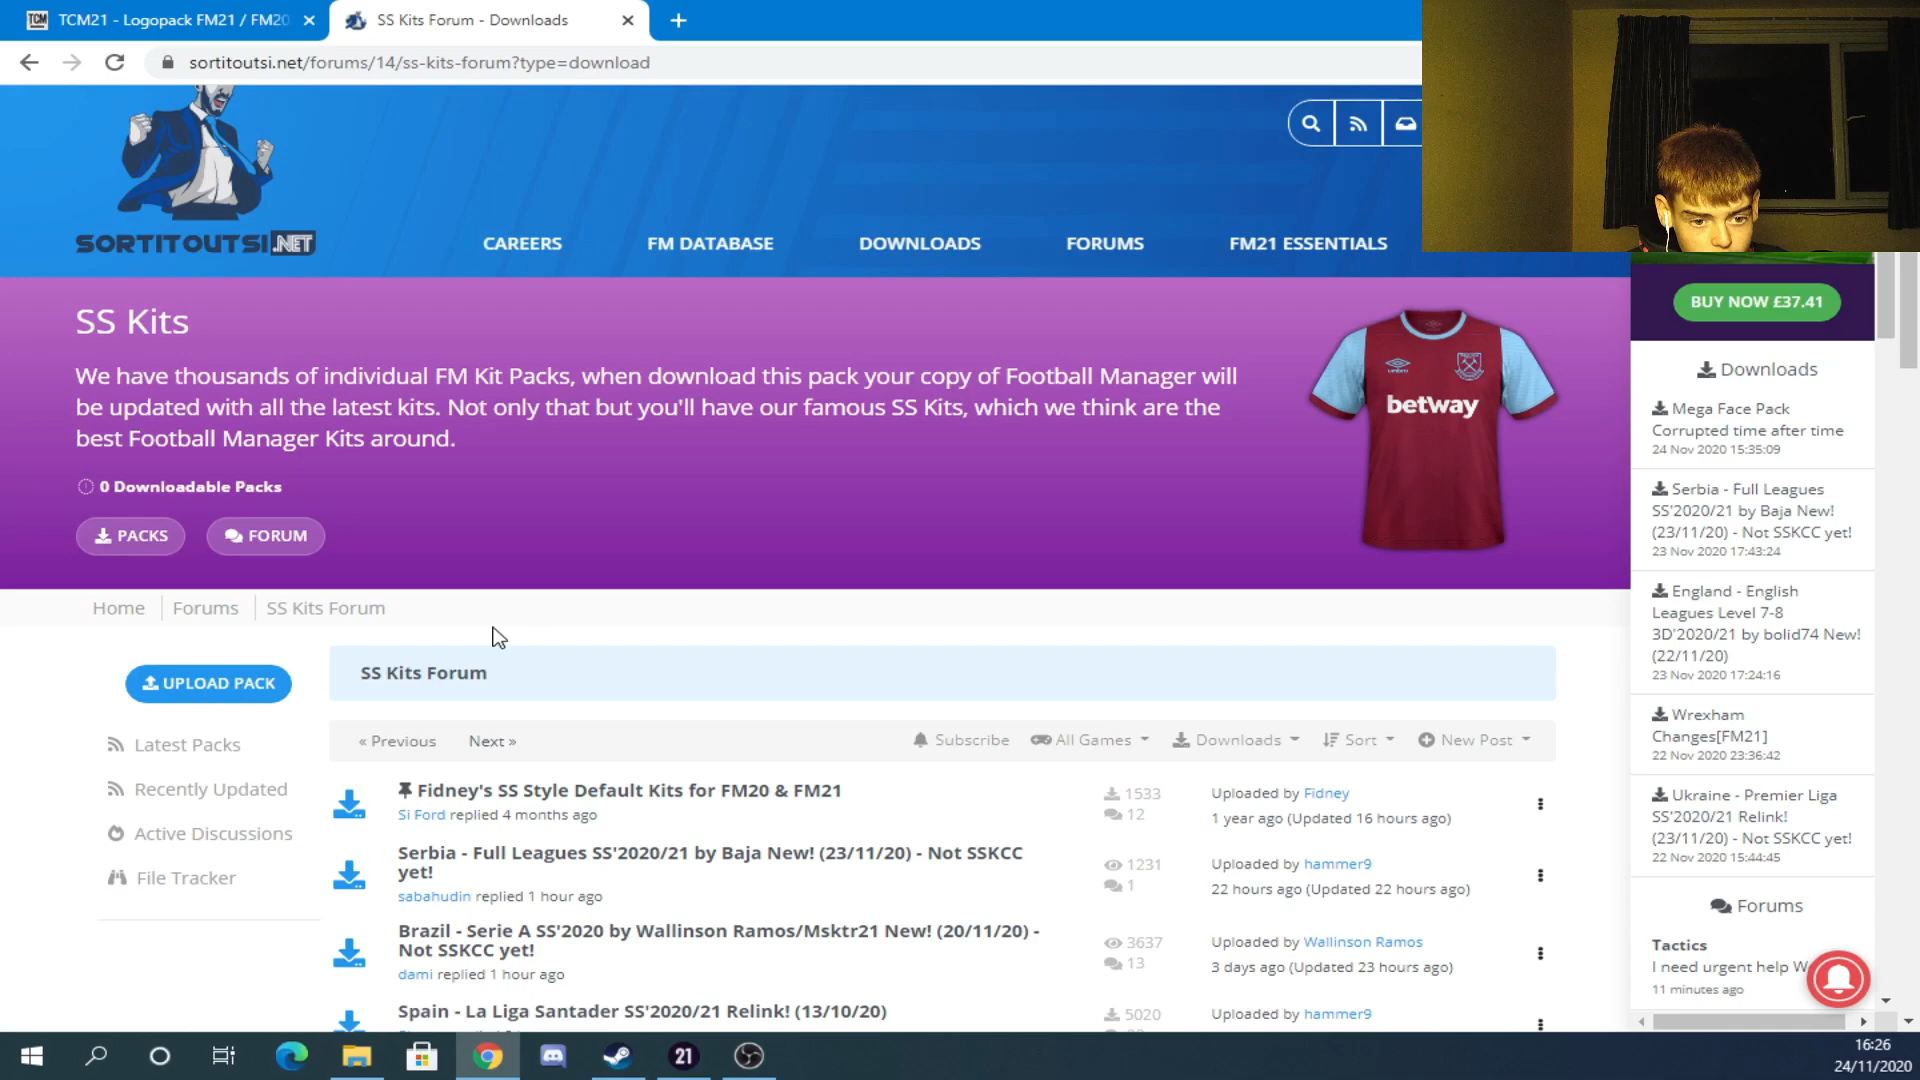 TCM TCM21 - Logopack FM21 / FM20
SS Kits Forum - Downloads
sortitoutsi.net/forums/14/ss-kits-forum?type=download
SORTITOUTSI.NET
CAREERS FM DATABASE DOWNLOADS FORUMS FM21 ESSENTIALS
SS Kits
We have thousands of individual FM Kit Packs, when download this pack your copy of Football Manager will
be updated with all the latest kits. Not only that but you'll have our famous SS Kits, which we think are the
best Football Manager Kits around.
0 Downloadable Packs
PACKS FORUM
umbro
betway
Home Forums SS Kits Forum
UPLOAD PACK
Latest Packs
Recently Updated
Active Discussions
File Tracker
SS Kits Forum
« Previous Next » Subscribe All Games Downloads Sort New Post
Fidney's SS Style Default Kits for FM20 & FM21
Si Ford replied 4 months ago
1533
12
Uploaded by Fidney
1 year ago (Updated 16 hours ago)
Serbia - Full Leagues SS'2020/21 by Baja New! (23/11/20) - Not SSKCC
yet!
sabahudin replied 1 hour ago
1231
1
Uploaded by hammer9
22 hours ago (Updated 22 hours ago)
Brazil - Serie A SS'2020 by Wallinson Ramos/Msktr21 New! (20/11/20) -
Not SSKCC yet!
dami replied 1 hour ago
3637
13
Uploaded by Wallinson Ramos
3 days ago (Updated 23 hours ago)
Spain - La Liga Santader SS'2020/21 Relink! (13/10/20)
5020
Uploaded by hammer9
BUY NOW £37.41
Downloads
Mega Face Pack
Corrupted time after time
24 Nov 2020 15:35:09
Serbia - Full Leagues
SS'2020/21 by Baja New!
(23/11/20) - Not SSKCC yet!
23 Nov 2020 17:43:24
England - English
Leagues Level 7-8
3D'2020/21 by bolid74 New!
(22/11/20)
23 Nov 2020 17:24:16
Wrexham
Changes[FM21]
22 Nov 2020 23:36:42
Ukraine - Premier Liga
SS'2020/21 Relink!
(23/11/20) - Not SSKCC yet!
22 Nov 2020 15:44:45
Forums
Tactics
I need urgent help W
11 minutes ago
21
16:26
24/11/2020